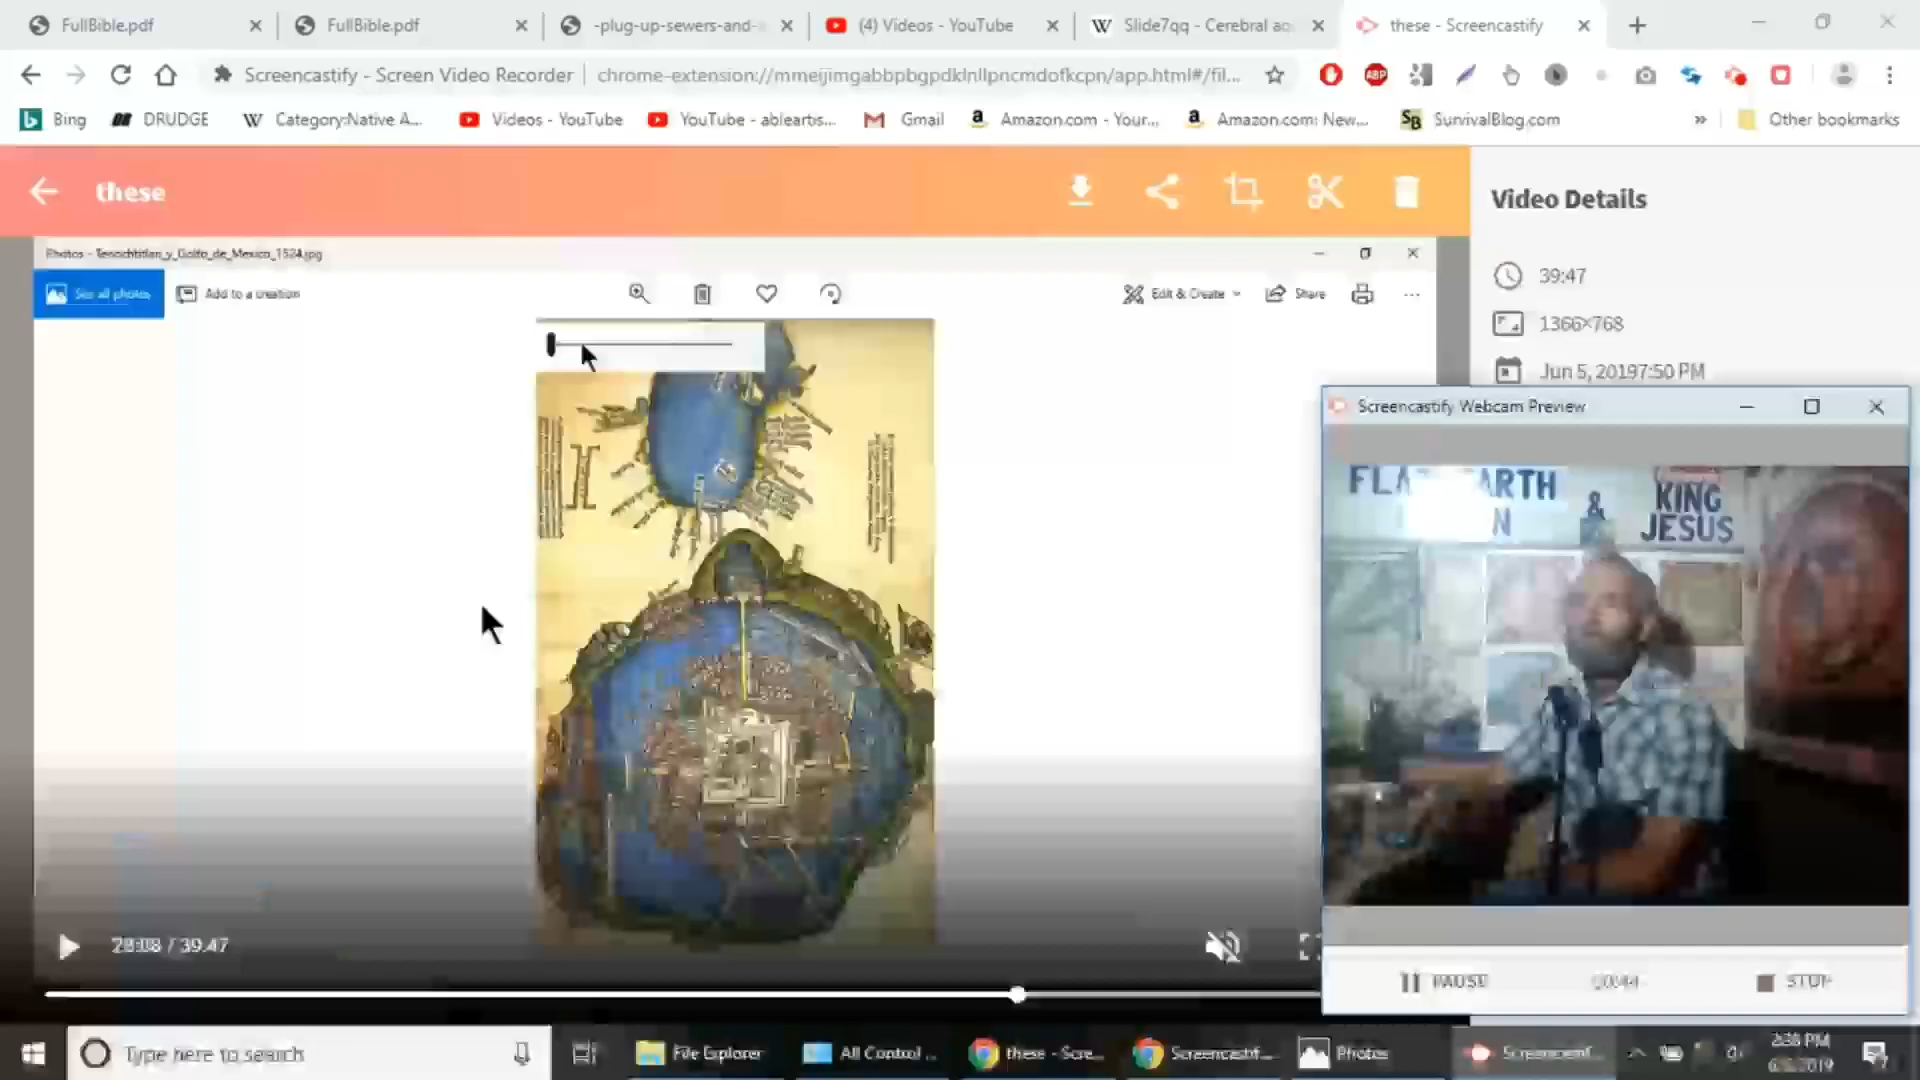 FullBible.pdf
FullBible.pdf
-plug-up-sewers-and-
(4) Videos - YouTube
Slide7qq - Cerebral
these - Screencastify
Screencastify - Screen Video Recorder
chrome-extension://mmeijimgabbpbgpdklnllpncmdofkcpn/app.html#/fil...
ABP
Bing
DRUDGE
Category:Native A...
Videos - YouTube
YouTube - ableartis...
Gmail
Amazon.com - Your...
Amazon.com: New...
SurvivalBlog.com
Other bookmarks
these
Video Details
39:47
1366×768
Jun 5, 20197:50 PM
Photos - Tenochtitlan_y_Golfo_de_Mexico_1524.jpg
See all photos
Add to a creation
Edit & Create
Share
Screencastify Webcam Preview
&
KING
JESUS
28:08 / 39:47
PAUSE
STOP
Type here to search
File Explorer
All Control ...
these - Scre...
Screencastif...
Photos
Screencastif...
2:38 PM